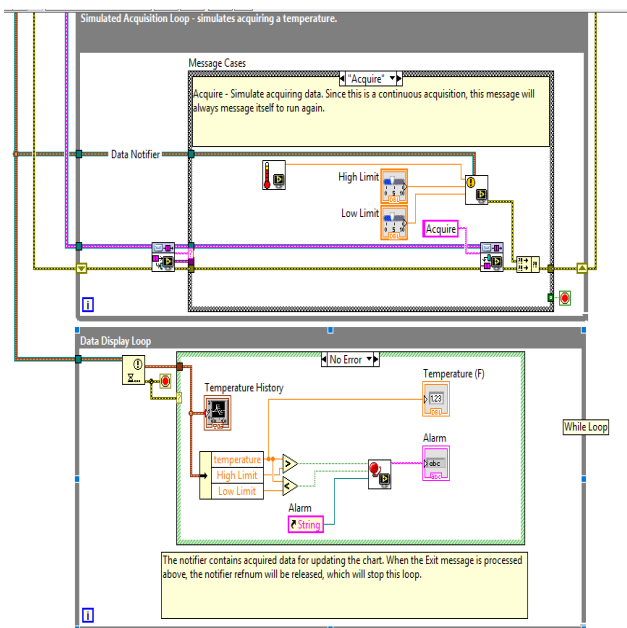 Simulated Acquisition Loop - simulates acquiring a temperature.
Message Cases
"Acquire"
Acquire - Simulate acquiring data. Since this is a continuous acquisition, this message will
always message itself to run again.
Data Notifier
High Limit
Low Limit
Acquire
i
Data Display Loop
No Error
Temperature History
Temperature (F)
1.23
DBL
While Loop
Alarm
abc
temperature
High Limit
Low Limit
Alarm
String
The notifier contains acquired data for updating the chart. When the Exit message is processed
above, the notifier refnum will be released, which will stop this loop.
i